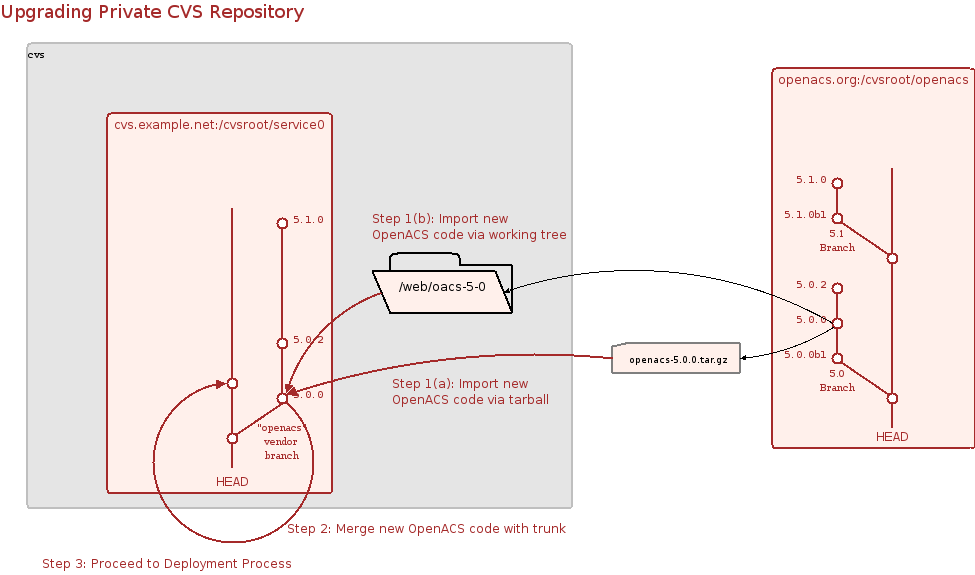 Upgrading Private CVS Repository
cvs
openacs.org:/cvsroot/openacs
cvs.example.net:/cvsroot/service0
5.1.0
5.1.0b1
5.1
Branch
5.0.2
5.0.0
5.0.0b1
5.0
Branch
HEAD
5.1.0
5.0.2
5.0.0
"openacs"
vendor
branch
HEAD
Step 1(b): Import new
OpenACS code via working tree
/web/oacs-5-0
openacs-5.0.0.tar.gz
Step 1(a): Import new
OpenACS code via tarball
Step 2: Merge new OpenACS code with trunk
Step 3: Proceed to Deployment Process